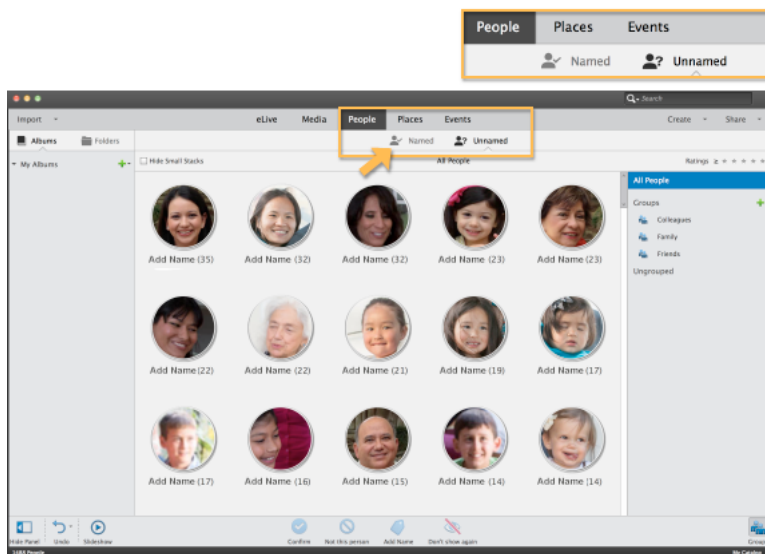 People Places Events
Named Unnamed
Search
Import eLive Media People Places Events Create Share
Albums Folders Named Unnamed
My Albums Hide Small Stacks All People Ratings ≥
All People
Groups
Colleagues
Family
Friends
Ungrouped
Add Name (35) Add Name (32) Add Name (32) Add Name (23) Add Name (23)
Add Name (22) Add Name (22) Add Name (21) Add Name (19) Add Name (17)
Add Name (17) Add Name (16) Add Name (15) Add Name (14) Add Name (14)
Hide Panel Undo Slideshow Confirm Not this person Add Name Don't show again
My Catalog